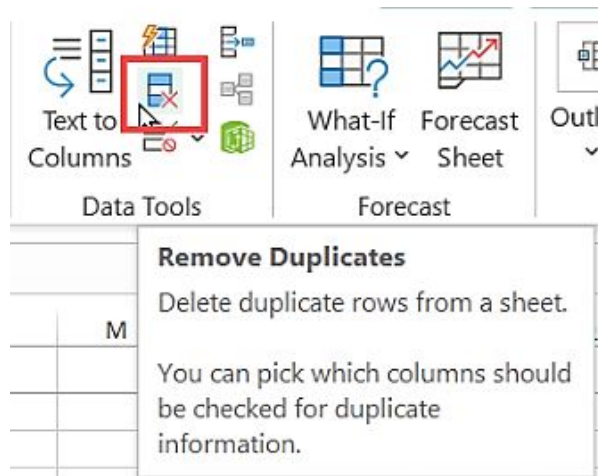 Text to
Columns
What-If
Analysis
Forecast
Sheet
Data Tools
Forecast
Remove Duplicates
Delete duplicate rows from a sheet.
M
You can pick which columns should
be checked for duplicate
information.